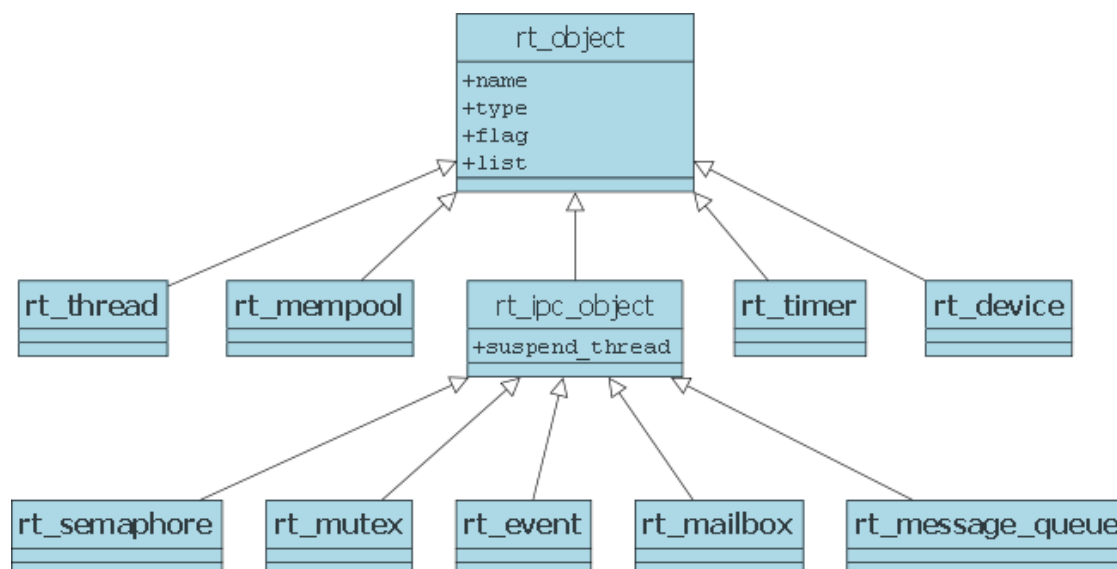 rt_object
+name
+type
+flag
+list
rt_thread
rt_mempool
rt_ipc_object
+suspend_thread
rt_timer
rt_device
rt_semaphore
rt_mutex
rt_event
rt_mailbox
rt_message_queue